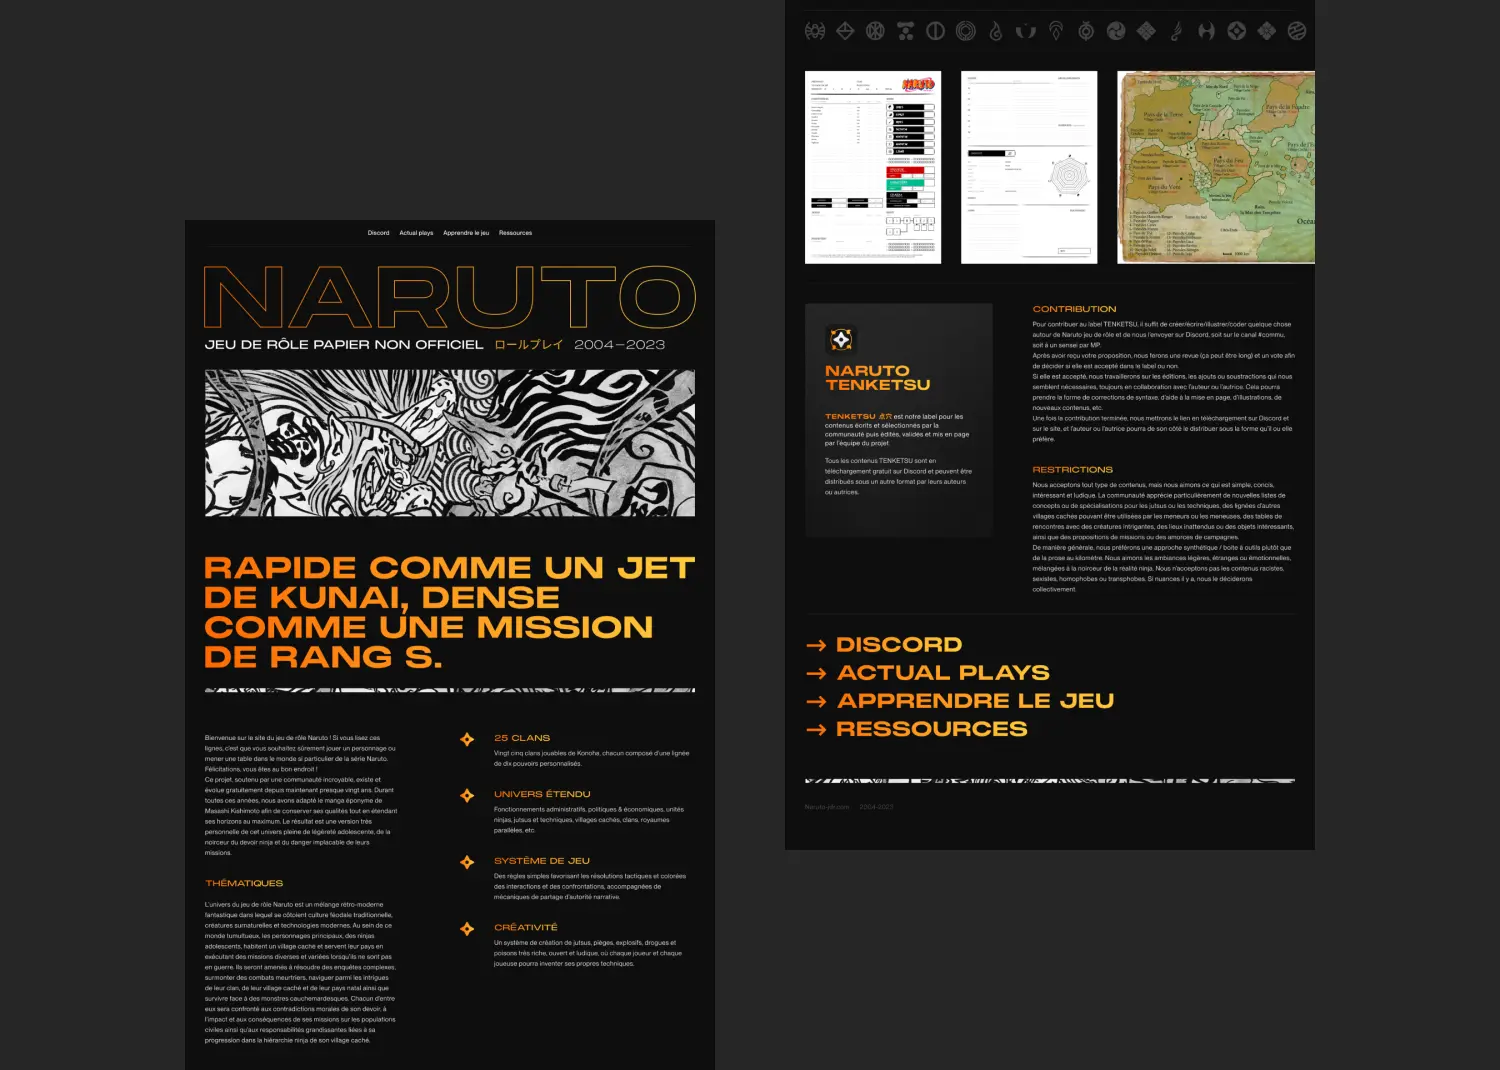 Discord Actual plays Apprendre le jeu Ressources
NARUTO
JEU DE RÔLE PAPIER NON OFFICIEL ロールプレイ 2004—2023
RAPIDE COMME UN JET
DE KUNAI, DENSE
COMME UNE MISSION
DE RANG S.
Bienvenue sur le site du jeu de rôle Naruto ! Si vous lisez ces
lignes, c'est que vous souhaitez sûrement jouer un personnage ou
mener une table dans le monde si particulier de la série Naruto.
Félicitations, vous êtes au bon endroit !
Ce projet, soutenu par une communauté incroyable, existe et
évolue gratuitement depuis maintenant presque vingt ans. Durant
toutes ces années, nous avons adapté le manga éponyme de
Masashi Kishimoto afin de conserver ses qualités tout en étendant
ses horizons au maximum. Le résultat est une version très
personnelle de cet univers pleine de légèreté adolescente, de la
noirceur du devoir ninja et du danger implacable de leurs
missions.
THÉMATIQUES
L'univers du jeu de rôle Naruto est un mélange rétro-moderne
fantastique dans lequel se côtoient culture féodale traditionnelle,
créatures surnaturelles et technologies modernes. Au sein de ce
monde tumultueux, les personnages principaux, des ninjas
adolescents, habitent un village caché et servent leur pays en
exécutant des missions diverses et variées lorsqu'ils ne sont pas
en guerre. Ils seront amenés à résoudre des enquêtes complexes,
surmonter des combats meurtriers, naviguer parmi les intrigues
de leur clan, de leur village caché et de leur pays natal ainsi que
survivre face à des monstres cauchemardesques. Chacun d'entre
eux sera confronté aux contradictions morales de son devoir, à
l'impact et aux conséquences de ses missions sur les populations
civiles ainsi qu'aux responsabilités grandissantes liées à sa
progression dans la hiérarchie ninja de son village caché.
25 CLANS
Vingt cinq clans jouables de Konoha, chacun composé d'une lignée
de dix pouvoirs personnalisés.
UNIVERS ÉTENDU
Fonctionnements administratifs, politiques & économiques, unités
ninjas, jutsus et techniques, villages cachés, clans, royaumes
parallèles, etc.
SYSTÈME DE JEU
Des règles simples favorisant les résolutions tactiques et colorées
des interactions et des confrontations, accompagnées de
mécaniques de partage d'autorité narrative.
CRÉATIVITÉ
Un système de création de jutsus, pièges, explosifs, drogues et
poisons très riche, ouvert et ludique, où chaque joueur et chaque
joueuse pourra inventer ses propres techniques.
NARUTO
Pays de la Terre
Pays de la Foudre
Pays du Feu
Pays du Vent
NARUTO
TENKETSU
TENKETSU 点穴 est notre label pour les
contenus écrits et sélectionnés par la
communauté puis édités, validés et mis en page
par l'équipe du projet.
Tous les contenus TENKETSU sont en
téléchargement gratuit sur Discord et peuvent être
distribués sous un autre format par leurs auteurs
ou autrices.
CONTRIBUTION
Pour contribuer au label TENKETSU, il suffit de créer/écrire/illustrer/coder quelque chose
autour de Naruto jeu de rôle et de nous l'envoyer sur Discord, soit sur le canal #commu,
soit à un sensei par MP.
Après avoir reçu votre proposition, nous ferons une revue (ça peut être long) et un vote afin
de décider si elle est accepté dans le label ou non.
Si elle est accepté, nous travaillerons sur les éditions, les ajouts ou soustractions qui nous
semblent nécessaires, toujours en collaboration avec l'auteur ou l'autrice. Cela pourra
prendre la forme de corrections de syntaxe, d'aide à la mise en page, d'illustrations, de
nouveaux contenus, etc.
Une fois la contribution terminée, nous mettrons le lien en téléchargement sur Discord et
sur le site, et l'auteur ou l'autrice pourra de son côté le distribuer sous la forme qu'il ou elle
préfère.
RESTRICTIONS
Nous acceptons tout type de contenus, mais nous aimons ce qui est simple, concis,
intéressant et ludique. La communauté apprécie particulièrement de nouvelles listes de
concepts ou de spécialisations pour les jutsus ou les techniques, des lignées d'autres
villages cachés pouvant être utilisées par les meneurs ou les meneuses, des tables de
rencontres avec des créatures intrigantes, des lieux inattendus ou des objets intéressants,
ainsi que des propositions de missions ou des amorces de campagnes.
De manière générale, nous préférons une approche synthétique / boîte à outils plutôt que
de la prose au kilomètre. Nous aimons les ambiances légères, étranges ou émotionnelles,
mélangées à la noirceur de la réalité ninja. Nous n'acceptons pas les contenus racistes,
sexistes, homophobes ou transphobes. Si nuances il y a, nous le déciderons
collectivement.
→ DISCORD
→ ACTUAL PLAYS
→ APPRENDRE LE JEU
→ RESSOURCES
Naruto-jdr.com 2004-2023